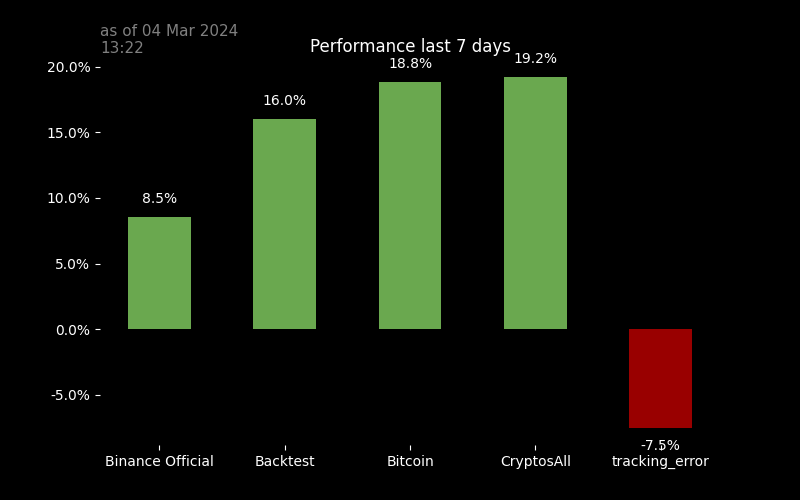 as of 04 Mar 2024
13:22
Performance last 7 days
20.0%
15.0%
10.0%
5.0%
0.0%
-5.0%
8.5%
16.0%
18.8%
19.2%
-7.5%
Binance Official
Backtest
Bitcoin
CryptosAll
tracking_error